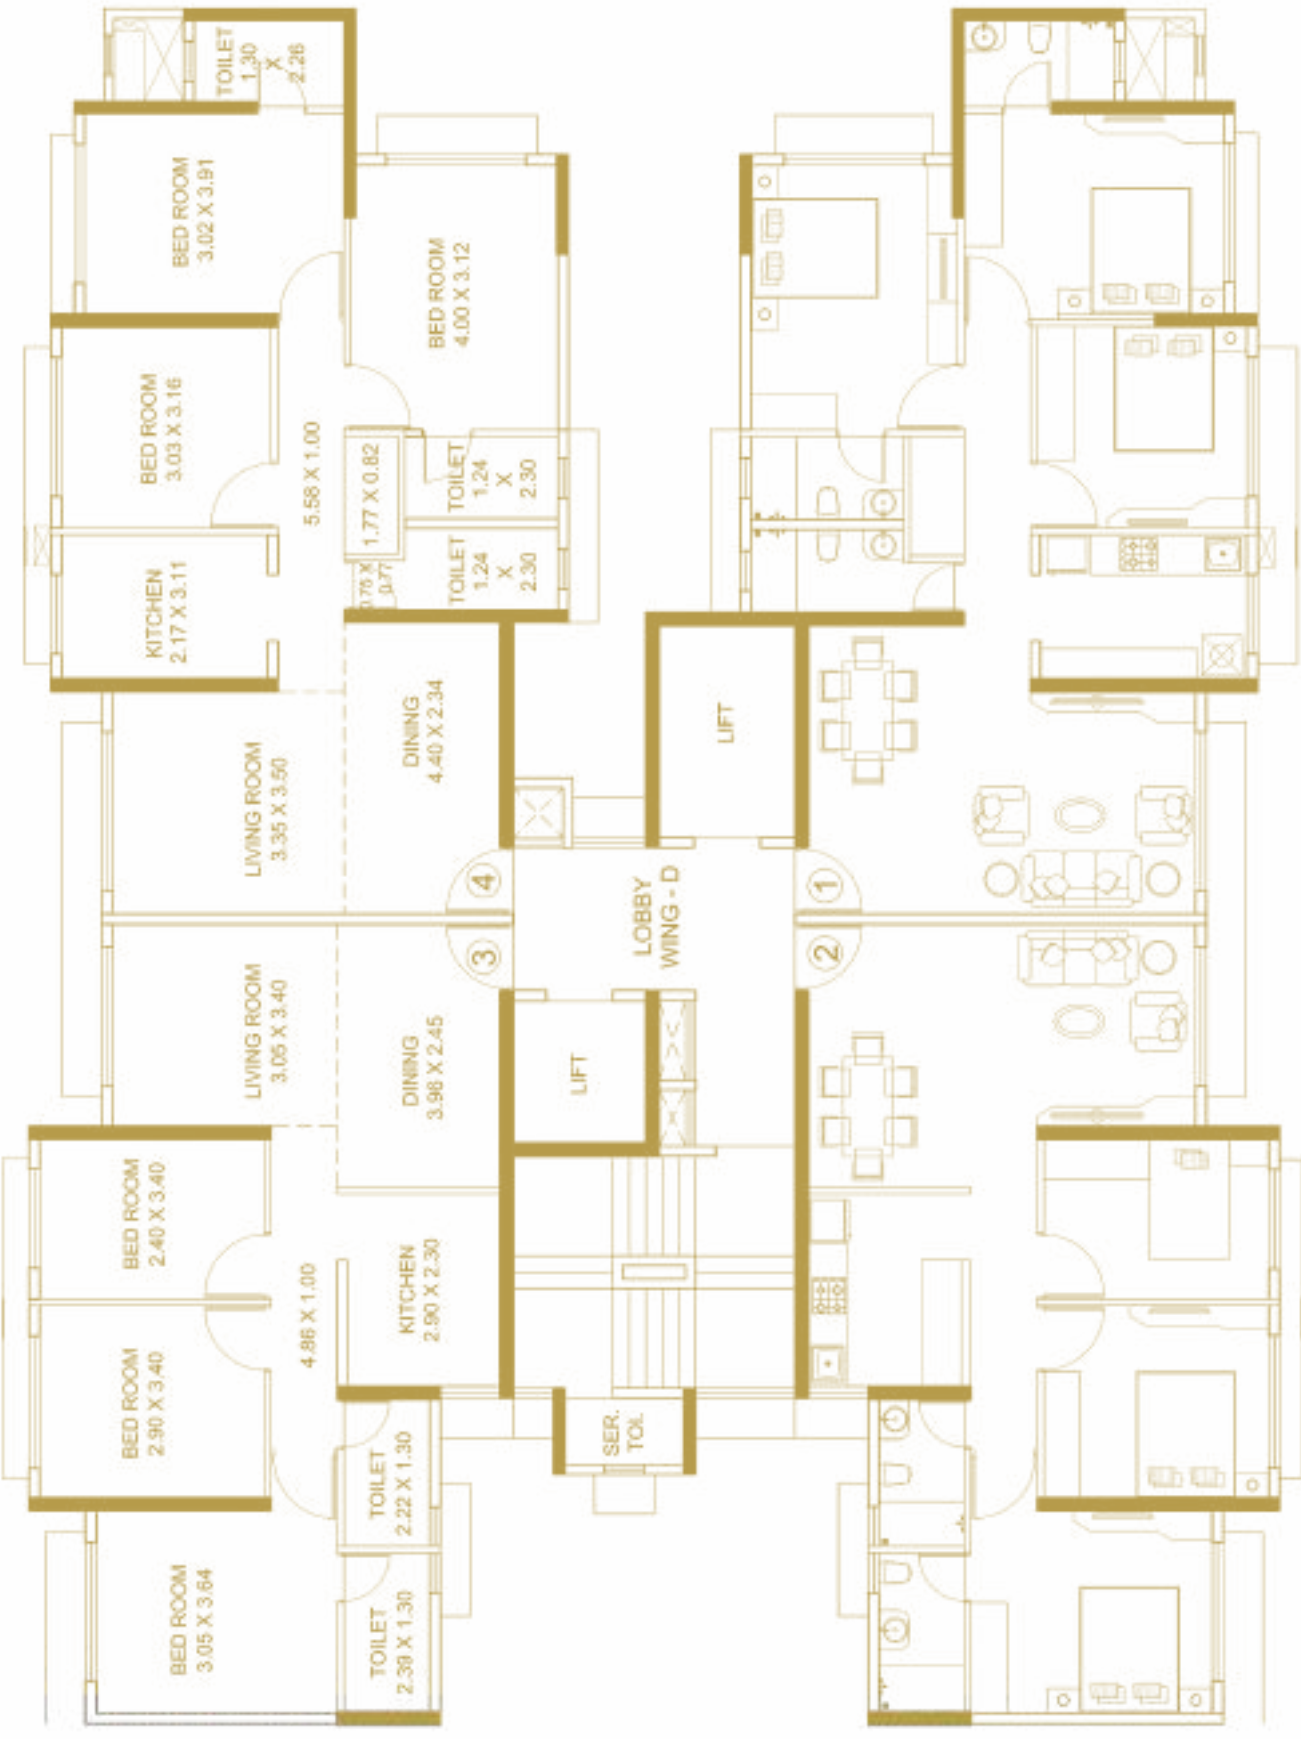 TOILET
1.30
X
2.26
BED ROOM
3.02 X 3.91
BED ROOM
4.00 X 3.12
BED ROOM
3.03 X 3.16
5.58 X 1.00
1.77 X 0.82
TOILET
1.24
X
2.30
KITCHEN
2.17 X 3.11
0.75 X
0.77
TOILET
1.24
X
2.30
LIVING ROOM
3.35 X 3.50
DINING
4.40 X 2.34
LIFT
4
LOBBY
WING - D
1
3
2
LIVING ROOM
3.05 X 3.40
DINING
3.96 X 2.45
LIFT
BED ROOM
2.40 X 3.40
BED ROOM
2.90 X 3.40
4.86 X 1.00
KITCHEN
2.90 X 2.30
SER.
TOI.
TOILET
2.22 X 1.30
BED ROOM
3.05 X 3.64
TOILET
2.39 X 1.30